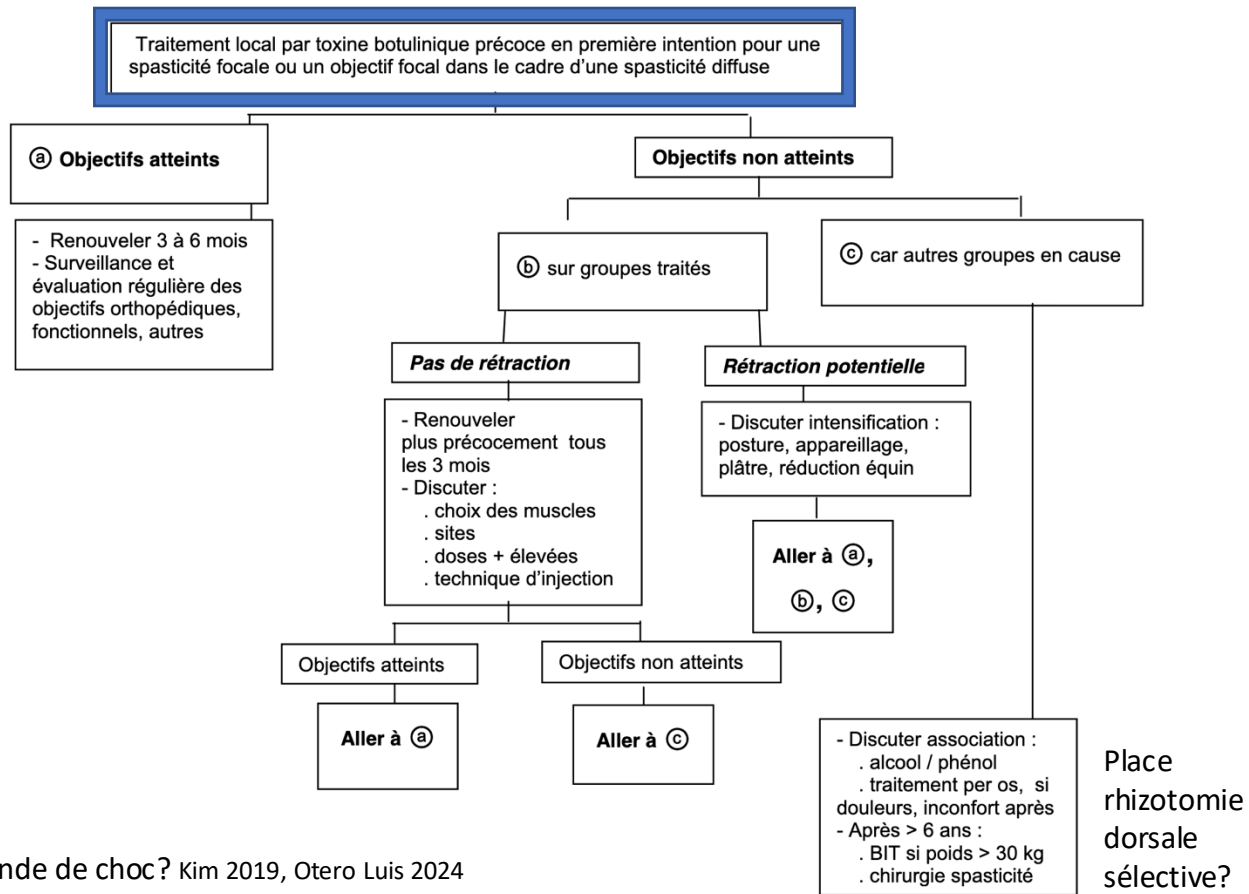 Traitement local par toxine botulinique précoce en première intention pour une
spasticité focale ou un objectif focal dans le cadre d'une spasticité diffuse
ⓐ Objectifs atteints
Objectifs non atteints
- Renouveler 3 à 6 mois
- Surveillance et
évaluation régulière des
objectifs orthopédiques,
fonctionnels, autres
ⓑ sur groupes traités
ⓒ car autres groupes en cause
Pas de rétraction
Rétraction potentielle
- Renouveler
plus précocement tous
les 3 mois
- Discuter :
. choix des muscles
. sites
. doses + élevées
. technique d'injection
- Discuter intensification :
posture, appareillage,
plâtre, réduction équin
Aller à ⓐ,
ⓑ, ⓒ
Objectifs atteints
Objectifs non atteints
Aller à ⓐ
Aller à ⓒ
- Discuter association :
. alcool / phénol
. traitement per os, si
douleurs, inconfort après
- Après > 6 ans :
. BIT si poids > 30 kg
. chirurgie spasticité
Place
rhizotomie
dorsale
sélective?
nde de choc? Kim 2019, Otero Luis 2024